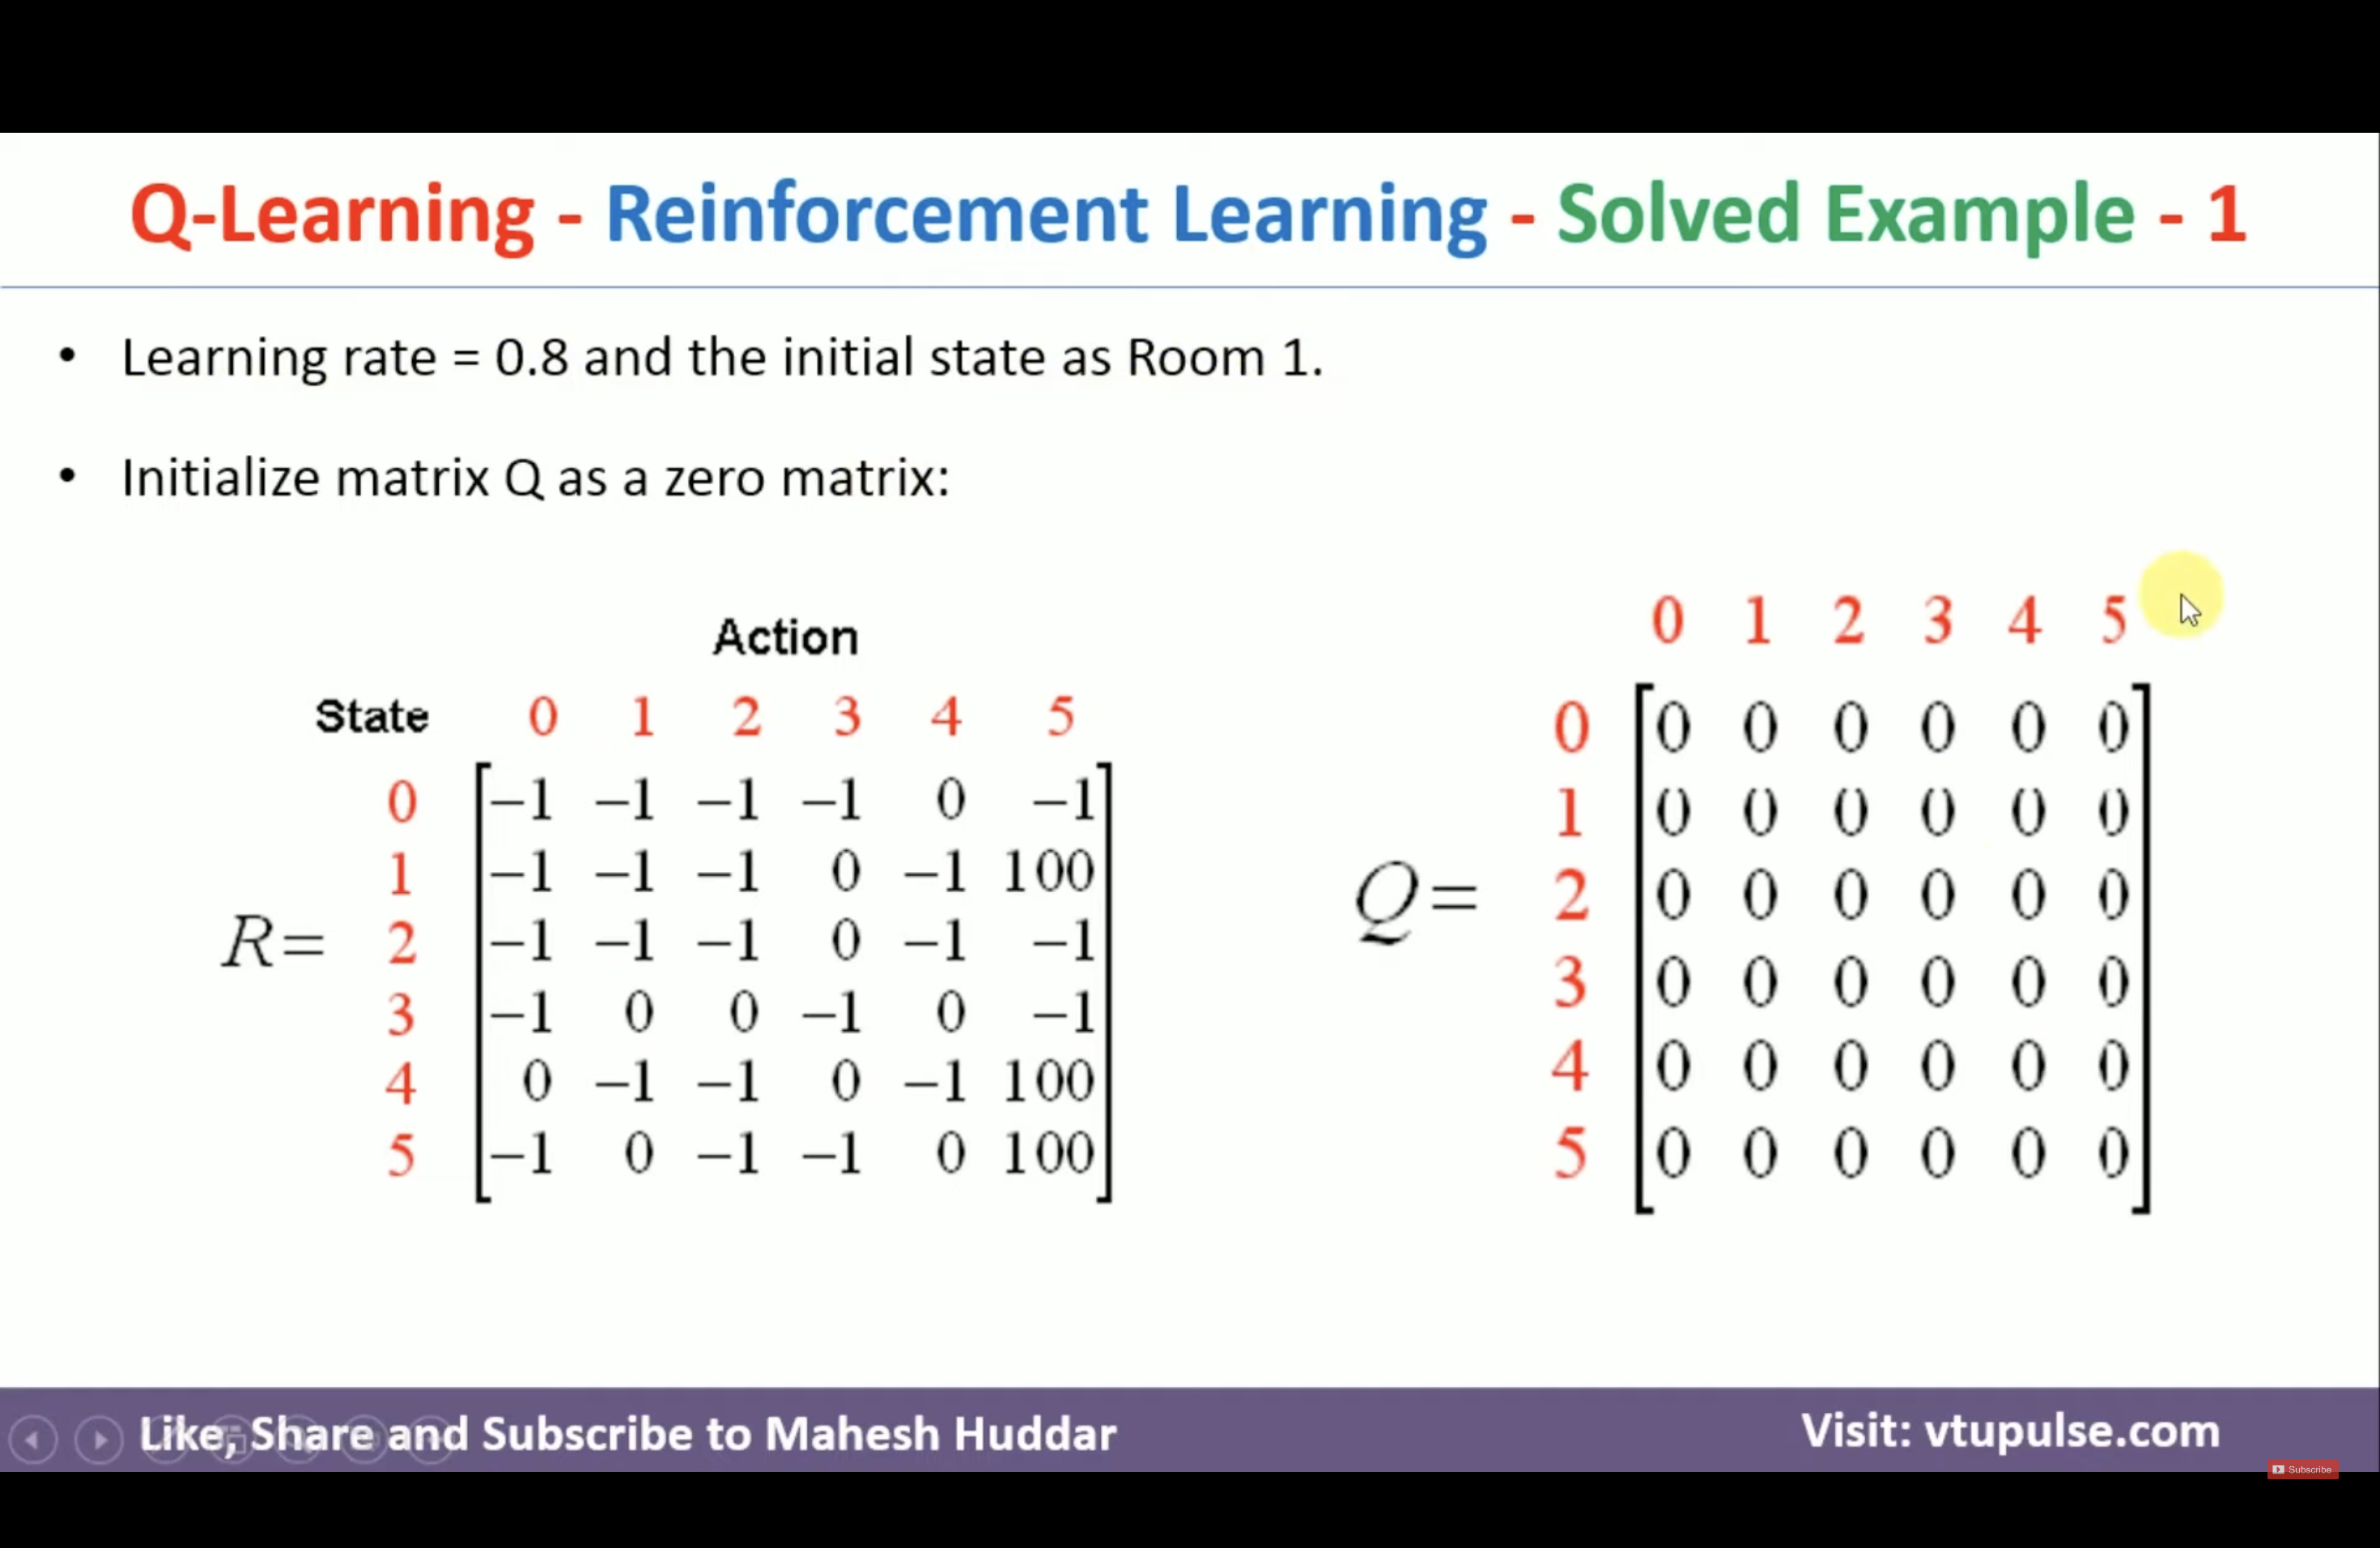 Q-Learning - Reinforcement Learning - Solved Example - 1
• Learning rate = 0.8 and the initial state as Room 1.
• Initialize matrix Q as a zero matrix:
Action
State 0 1 2 3 4 5
0 −1 −1 −1 −1 0 −1
1 −1 −1 −1 0 −1 100
R= 2 −1 −1 −1 0 −1 −1
3 −1 0 0 −1 0 −1
4 0 −1 −1 0 −1 100
5 −1 0 −1 −1 0 100
0 1 2 3 4 5
0 0 0 0 0 0 0
1 0 0 0 0 0 0
Q= 2 0 0 0 0 0 0
3 0 0 0 0 0 0
4 0 0 0 0 0 0
5 0 0 0 0 0 0
Like, Share and Subscribe to Mahesh Huddar
Visit: vtupulse.com
Subscribe